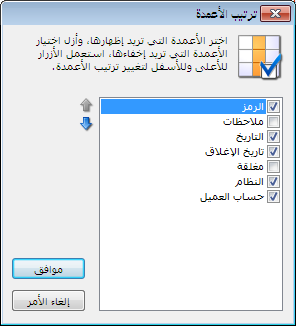 ترتيب الأعمدة
اختر الأعمدة التي تريد إظهارها، وأزل اختيار
الأعمدة التي تريد إخفاءها، استعمل الأزرار
للأعلى وللأسفل لتغيير ترتيب الأعمدة.
الرمز
ملاحظات
التاريخ
تاريخ الإغلاق
مغلقة
النظام
حساب العميل
موافق
إلغاء الأمر